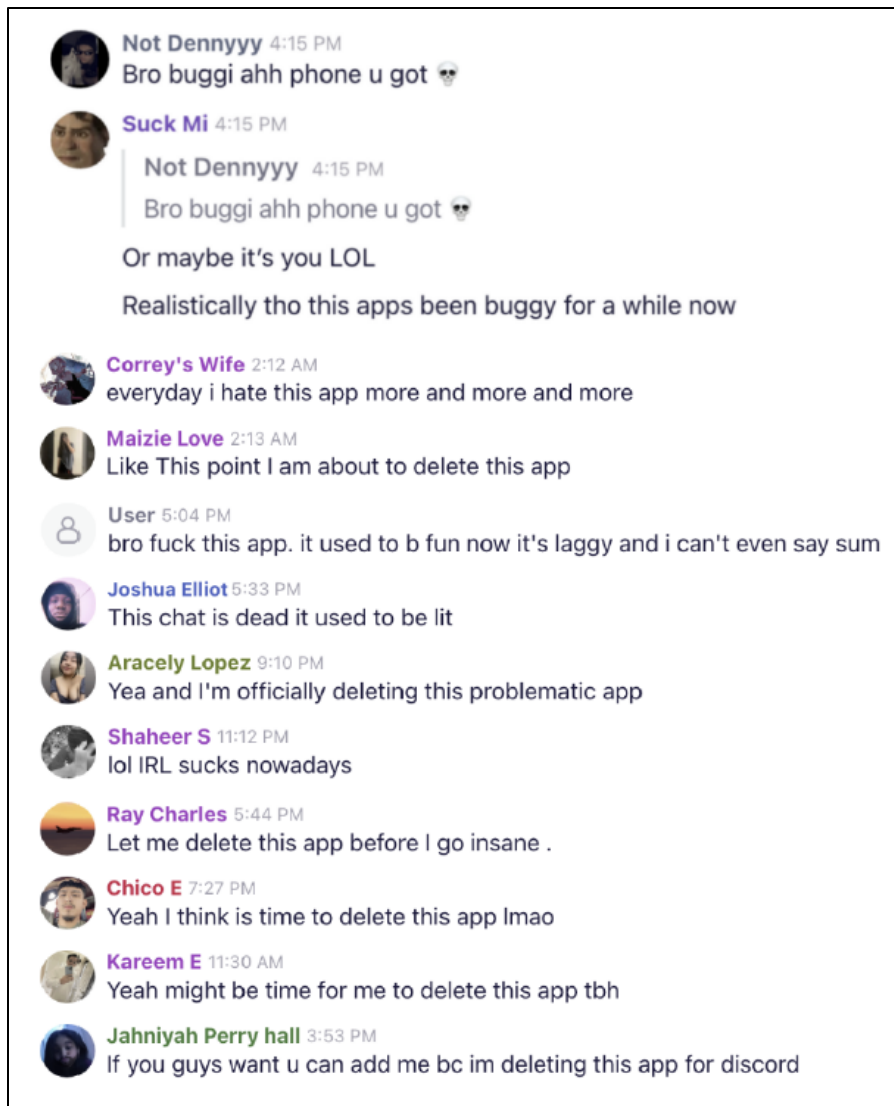 Not Dennyyy 4:15 PM
Bro buggi ahh phone u got 💀
Suck Mi 4:15 PM
Not Dennyyy 4:15 PM
Bro buggi ahh phone u got 💀
Or maybe it's you LOL
Realistically tho this apps been buggy for a while now
Correy's Wife 2:12 AM
everyday i hate this app more and more and more
Maizie Love 2:13 AM
Like This point I am about to delete this app
User 5:04 PM
bro fuck this app. it used to b fun now it's laggy and i can't even say sum
Joshua Elliot 5:33 PM
This chat is dead it used to be lit
Aracely Lopez 9:10 PM
Yea and I'm officially deleting this problematic app
Shaheer S 11:12 PM
lol IRL sucks nowadays
Ray Charles 5:44 PM
Let me delete this app before I go insane .
Chico E 7:27 PM
Yeah I think is time to delete this app lmao
Kareem E 11:30 AM
Yeah might be time for me to delete this app tbh
Jahniyah Perry hall 3:53 PM
If you guys want u can add me bc im deleting this app for discord